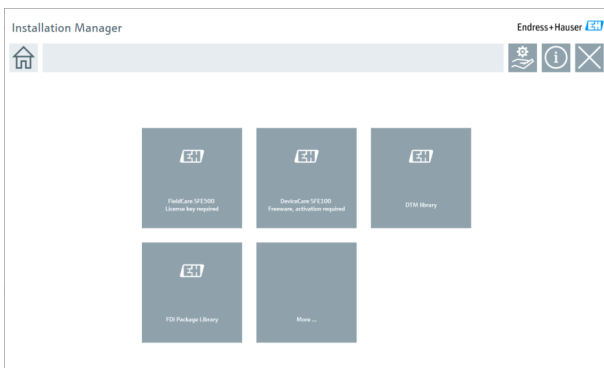 Installation Manager
Endress+Hauser EH
EH
FieldCare SFE500
License key required
EH
DeviceCare SFE100
Freeware, activation required
EH
DTM library
EH
FDI Package Library
More ...